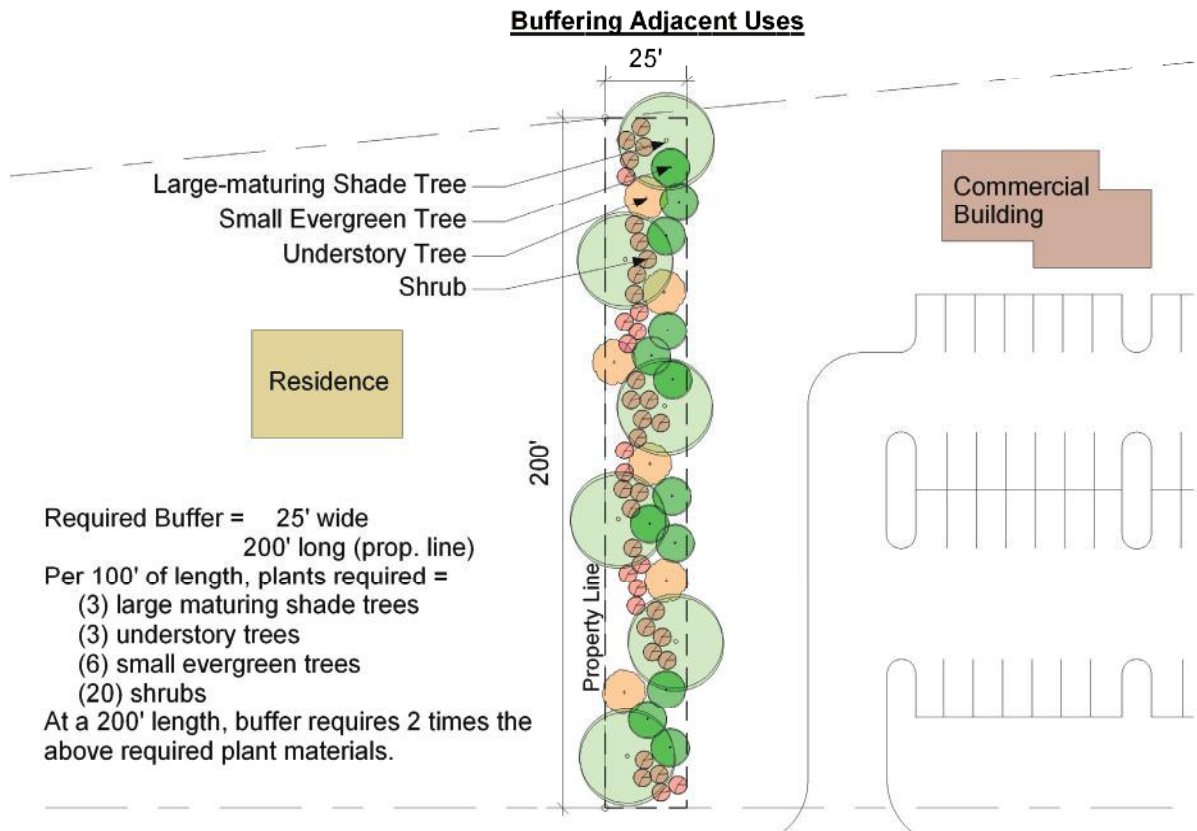 Buffering Adjacent Uses
25'
Large-maturing Shade Tree
Small Evergreen Tree
Understory Tree
Shrub
Commercial
Building
Residence
200'
Property Line
Required Buffer = 25' wide
200' long (prop. line)
Per 100' of length, plants required =
(3) large maturing shade trees
(3) understory trees
(6) small evergreen trees
(20) shrubs
At a 200' length, buffer requires 2 times the
above required plant materials.